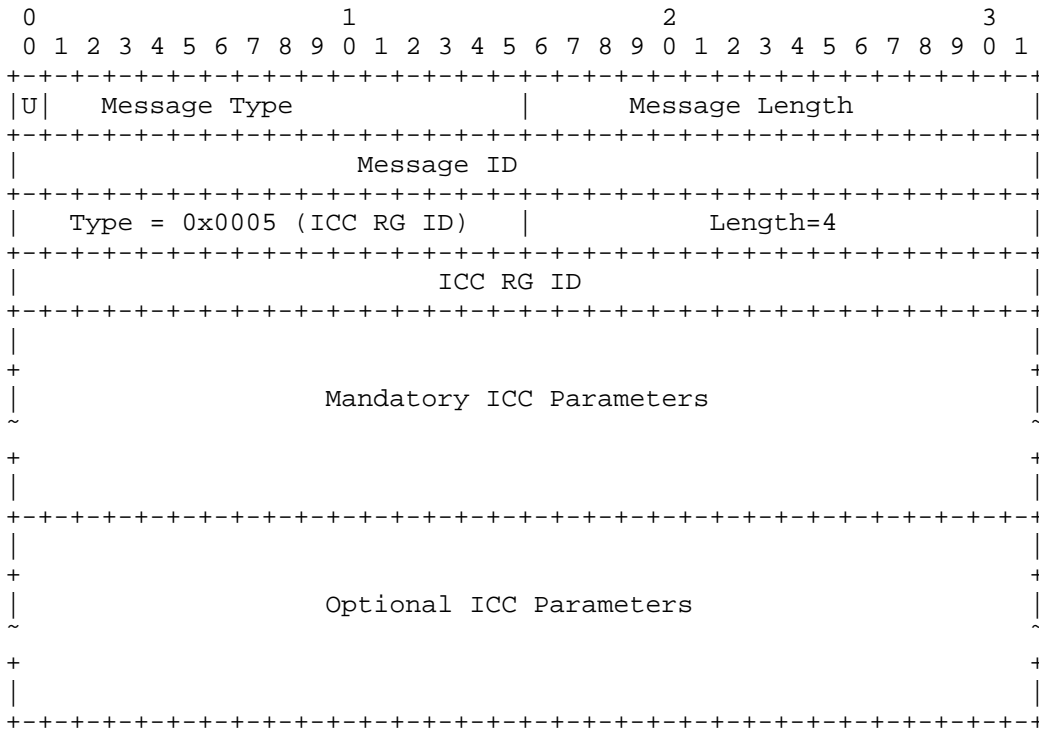 0                   1                   2                   3
 0 1 2 3 4 5 6 7 8 9 0 1 2 3 4 5 6 7 8 9 0 1 2 3 4 5 6 7 8 9 0 1
+-+-+-+-+-+-+-+-+-+-+-+-+-+-+-+-+-+-+-+-+-+-+-+-+-+-+-+-+-+-+-+-+
|U|   Message Type              |      Message Length           |
+-+-+-+-+-+-+-+-+-+-+-+-+-+-+-+-+-+-+-+-+-+-+-+-+-+-+-+-+-+-+-+-+
|                     Message ID                                |
+-+-+-+-+-+-+-+-+-+-+-+-+-+-+-+-+-+-+-+-+-+-+-+-+-+-+-+-+-+-+-+-+
|   Type = 0x0005 (ICC RG ID)   |           Length=4            |
+-+-+-+-+-+-+-+-+-+-+-+-+-+-+-+-+-+-+-+-+-+-+-+-+-+-+-+-+-+-+-+-+
|                          ICC RG ID                            |
+-+-+-+-+-+-+-+-+-+-+-+-+-+-+-+-+-+-+-+-+-+-+-+-+-+-+-+-+-+-+-+-+
|                                                               |
+                                                               +
|                   Mandatory ICC Parameters                    |
~                                                               ~
+                                                               +
|                                                               |
+-+-+-+-+-+-+-+-+-+-+-+-+-+-+-+-+-+-+-+-+-+-+-+-+-+-+-+-+-+-+-+-+
|                                                               |
+                                                               +
|                   Optional ICC Parameters                     |
~                                                               ~
+                                                               +
|                                                               |
+-+-+-+-+-+-+-+-+-+-+-+-+-+-+-+-+-+-+-+-+-+-+-+-+-+-+-+-+-+-+-+-+